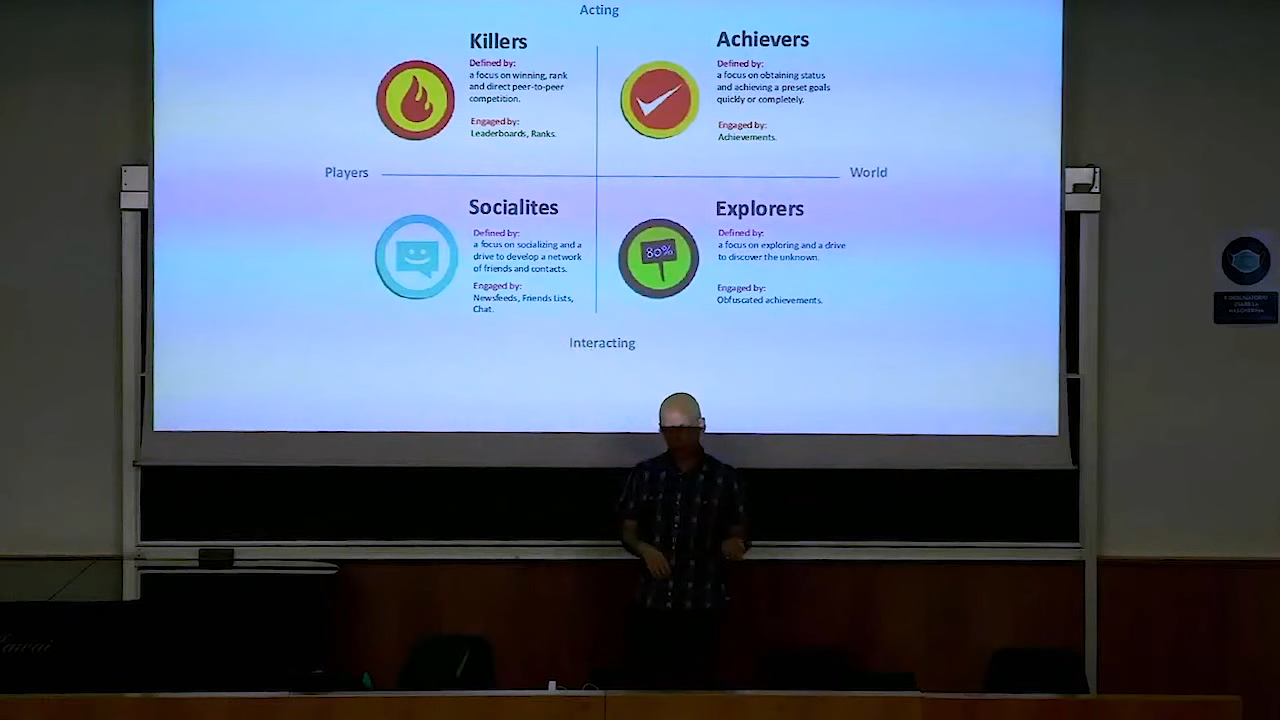 Acting
Killers
Defined by:
a focus on winning, rank
and direct peer-to-peer
competition.
Engaged by:
Leaderboards, Ranks.
Achievers
Defined by:
a focus on obtaining status
and achieving a preset goals
quickly or completely.
Engaged by:
Achievements.
Players
World
Socialites
Defined by:
a focus on socializing and a
drive to develop a network
of friends and contacts.
Engaged by:
Newsfeeds, Friends Lists,
Chat.
Explorers
80%
Defined by:
a focus on exploring and a drive
to discover the unknown.
Engaged by:
Obfuscated achievements.
Interacting